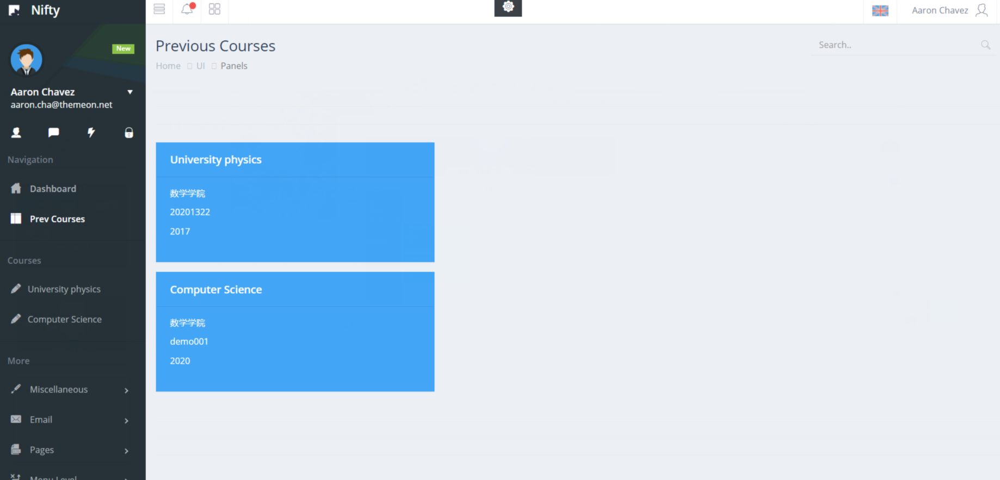 Nifty
Aaron Chavez
New
Aaron Chavez
aaron.cha@themeon.net
Navigation
Dashboard
Prev Courses
Courses
University physics
Computer Science
More
Miscellaneous
Email
Pages
Menu Level
Previous Courses
Search..
Home UI Panels
University physics
数学学院
20201322
2017
Computer Science
数学学院
demo001
2020